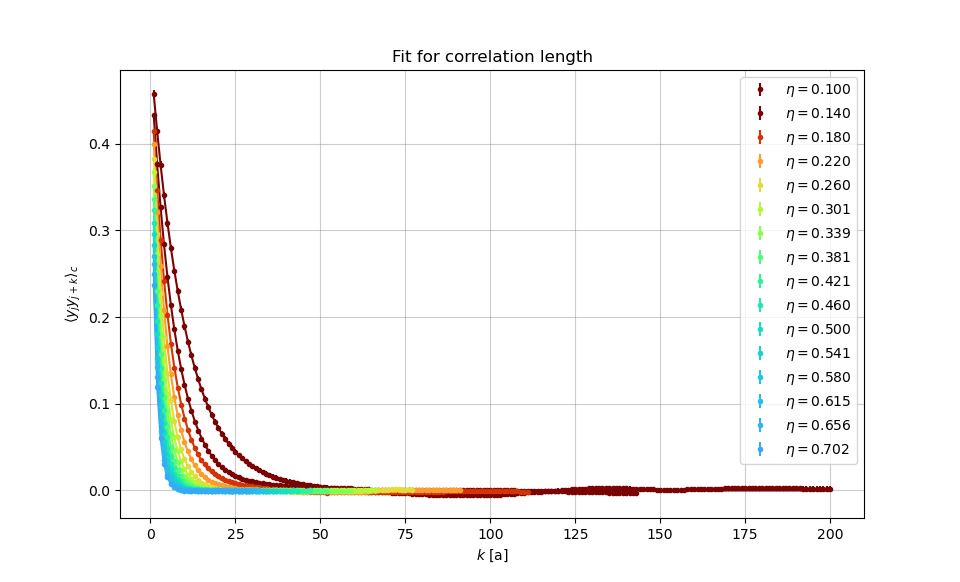 Fit for correlation length
⟨y_j y_{j+k}⟩_c
0.4
0.3
0.2
0.1
0.0
0 25 50 75 100 125 150 175 200
k [a]
η = 0.100
η = 0.140
η = 0.180
η = 0.220
η = 0.260
η = 0.301
η = 0.339
η = 0.381
η = 0.421
η = 0.460
η = 0.500
η = 0.541
η = 0.580
η = 0.615
η = 0.656
η = 0.702